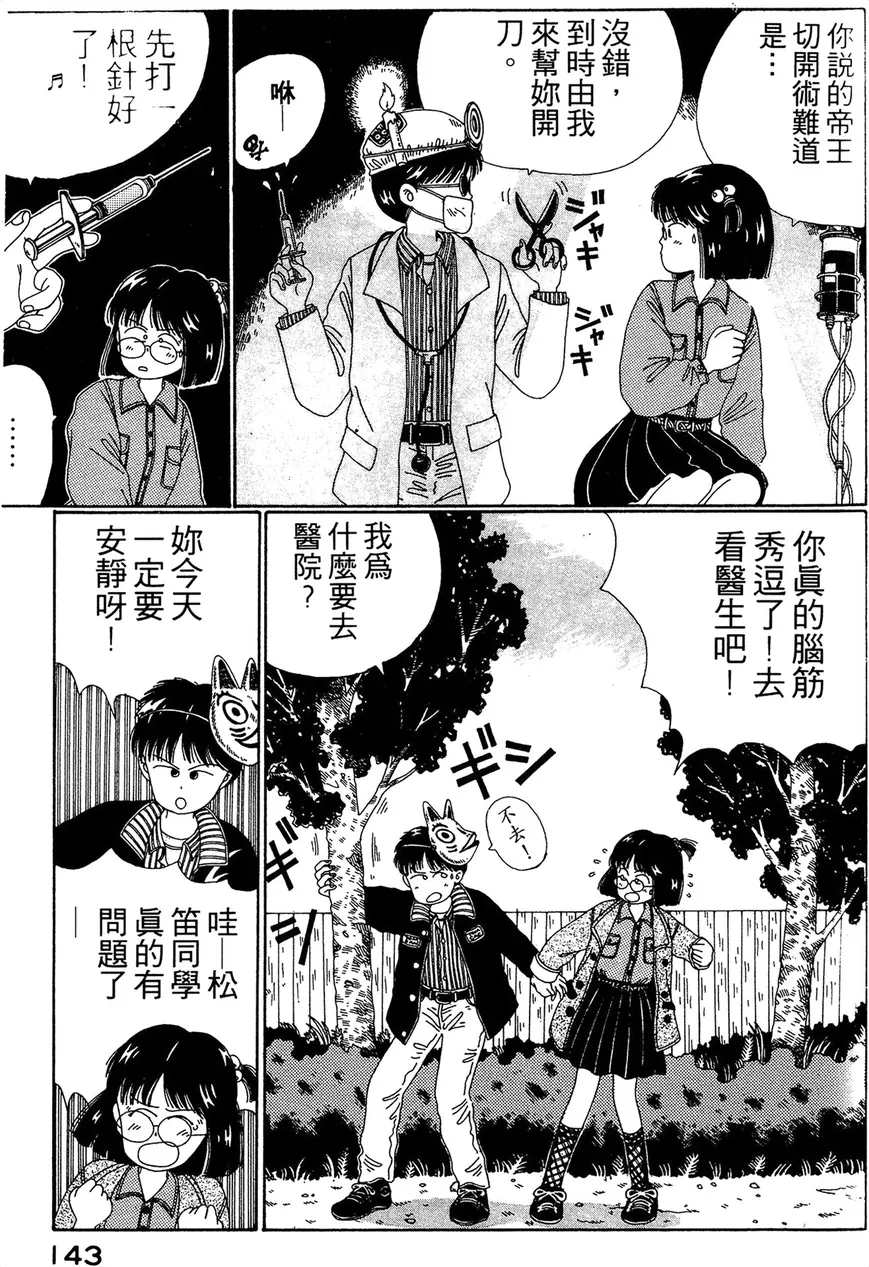 你説的帝王
切開術難道
是…
沒錯，
到時由我
來幫妳開
刀。
ジャキ
ジャキ
咻—
先打一
根針好
了！♬
……
你眞的腦筋
秀逗了！去
看醫生吧！
我爲
什麼要去
醫院？
ギシ
ギシ
不去！
妳今天
一定要
安靜呀！
哇—松
笛同學
眞的有
問題了
—
143